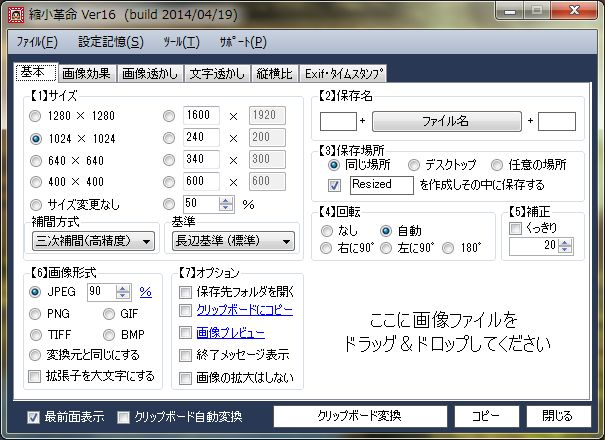 縮小革命 Ver16 (build 2014/04/19)
ファイル(F) 設定記憶(S) ツール(T) サポート(P)
基本 画像効果 画像透かし 文字透かし 縦横比 Exif・タイムスタンプ
【1】サイズ
1280 × 1280 1600 × 1920
1024 × 1024 240 × 200
640 × 640 340 × 300
400 × 400 600 × 600
サイズ変更なし 50 %
補間方式 基準
三次補間(高精度) 長辺基準 (標準)
【2】保存名
+ ファイル名 +
【3】保存場所
同じ場所 デスクトップ 任意の場所
Resized を作成しその中に保存する
【4】回転
なし 自動
右に90° 左に90° 180°
【5】補正
くっきり
20
【6】画像形式
JPEG 90 %
PNG GIF
TIFF BMP
変換元と同じにする
拡張子を大文字にする
【7】オプション
保存先フォルダを開く
クリップボードにコピー
画像プレビュー
終了メッセージ表示
画像の拡大はしない
ここに画像ファイルを
ドラッグ＆ドロップしてください
最前面表示 クリップボード自動変換 クリップボード変換 コピー 閉じる